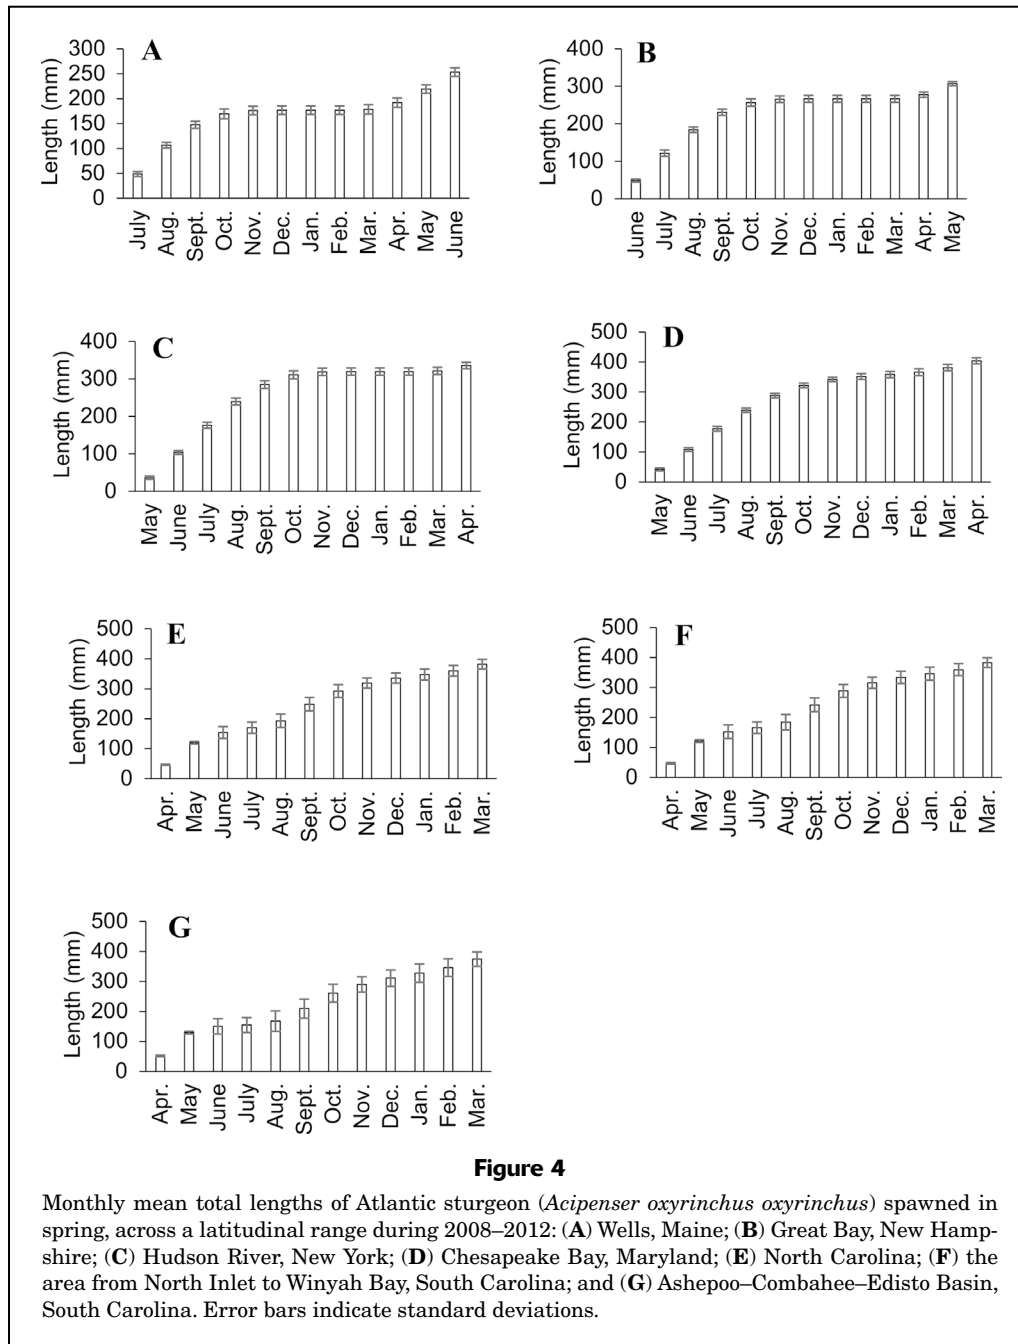 A
Length (mm)
300
250
200
150
100
50
0
July
Aug.
Sept.
Oct.
Nov.
Dec.
Jan.
Feb.
Mar.
Apr.
May
June
B
Length (mm)
400
300
200
100
0
June
July
Aug.
Sept.
Oct.
Nov.
Dec.
Jan.
Feb.
Mar.
Apr.
May
C
Length (mm)
400
300
200
100
0
May
June
July
Aug.
Sept.
Oct.
Nov.
Dec.
Jan.
Feb.
Mar.
Apr.
D
Length (mm)
500
400
300
200
100
0
May
June
July
Aug.
Sept.
Oct.
Nov.
Dec.
Jan.
Feb.
Mar.
Apr.
E
Length (mm)
500
400
300
200
100
0
Apr.
May
June
July
Aug.
Sept.
Oct.
Nov.
Dec.
Jan.
Feb.
Mar.
F
Length (mm)
500
400
300
200
100
0
Apr.
May
June
July
Aug.
Sept.
Oct.
Nov.
Dec.
Jan.
Feb.
Mar.
G
Length (mm)
500
400
300
200
100
0
Apr.
May
June
July
Aug.
Sept.
Oct.
Nov.
Dec.
Jan.
Feb.
Mar.
Figure 4
Monthly mean total lengths of Atlantic sturgeon (Acipenser oxyrinchus oxyrinchus) spawned in
spring, across a latitudinal range during 2008–2012: (A) Wells, Maine; (B) Great Bay, New Hamp-
shire; (C) Hudson River, New York; (D) Chesapeake Bay, Maryland; (E) North Carolina; (F) the
area from North Inlet to Winyah Bay, South Carolina; and (G) Ashepoo–Combahee–Edisto Basin,
South Carolina. Error bars indicate standard deviations.